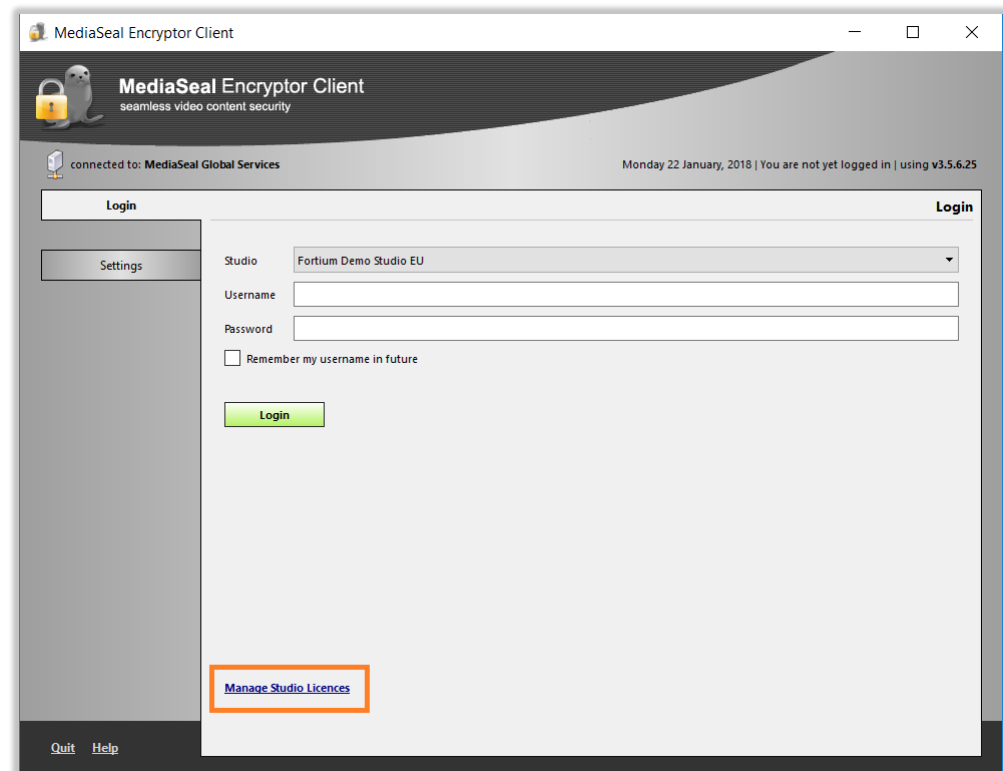 MediaSeal Encryptor Client
MediaSeal Encryptor Client
seamless video content security
connected to: MediaSeal Global Services
Monday 22 January, 2018 | You are not yet logged in | using v3.5.6.25
Login
Login
Settings
Studio Fortium Demo Studio EU
Username
Password
Remember my username in future
Login
Manage Studio Licences
Quit Help